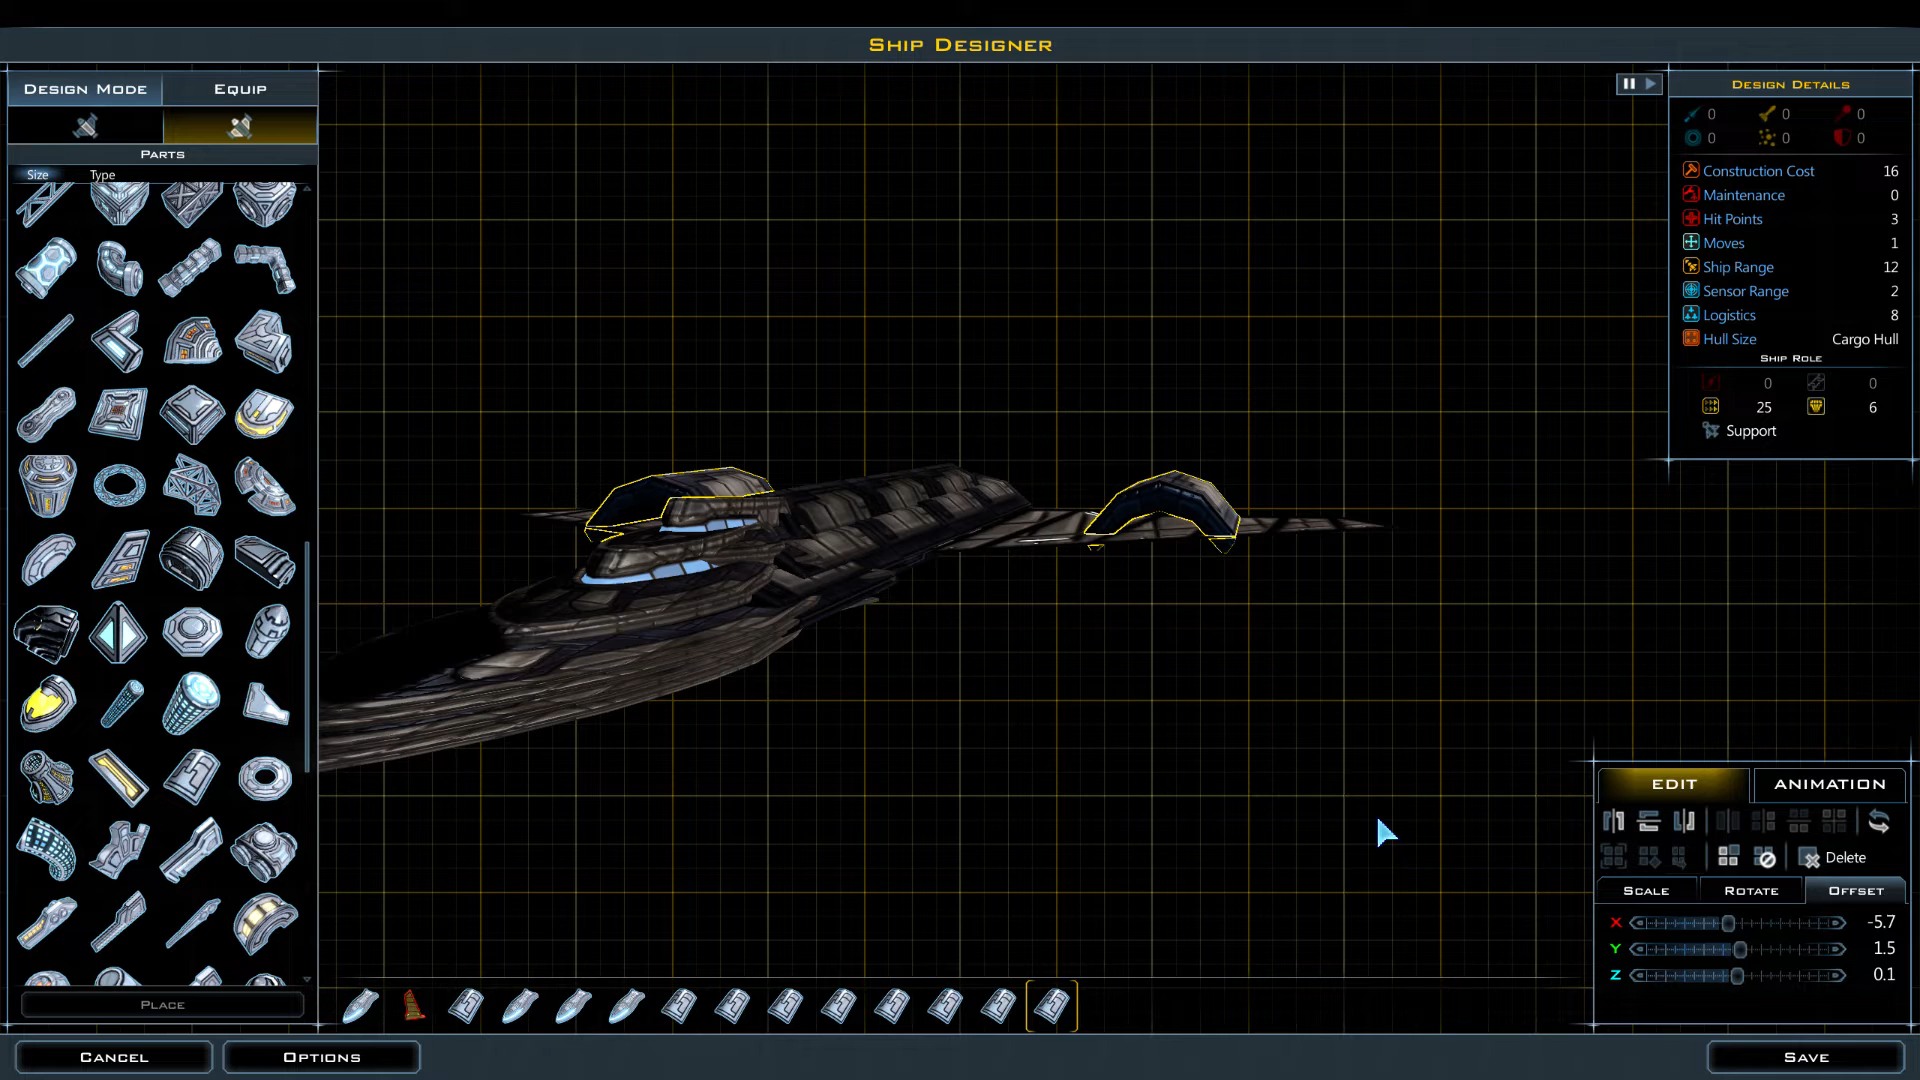 SHIP DESIGNER
DESIGN MODE EQUIP
PARTS
Size Type
PLACE
CANCEL OPTIONS
DESIGN DETAILS
0 0 0
0 0 0
Construction Cost 16
Maintenance 0
Hit Points 3
Moves 1
Ship Range 12
Sensor Range 2
Logistics 8
Hull Size Cargo Hull
SHIP ROLE
0 0
25 6
Support
EDIT ANIMATION
Delete
SCALE ROTATE OFFSET
X -5.7
Y 1.5
Z 0.1
SAVE